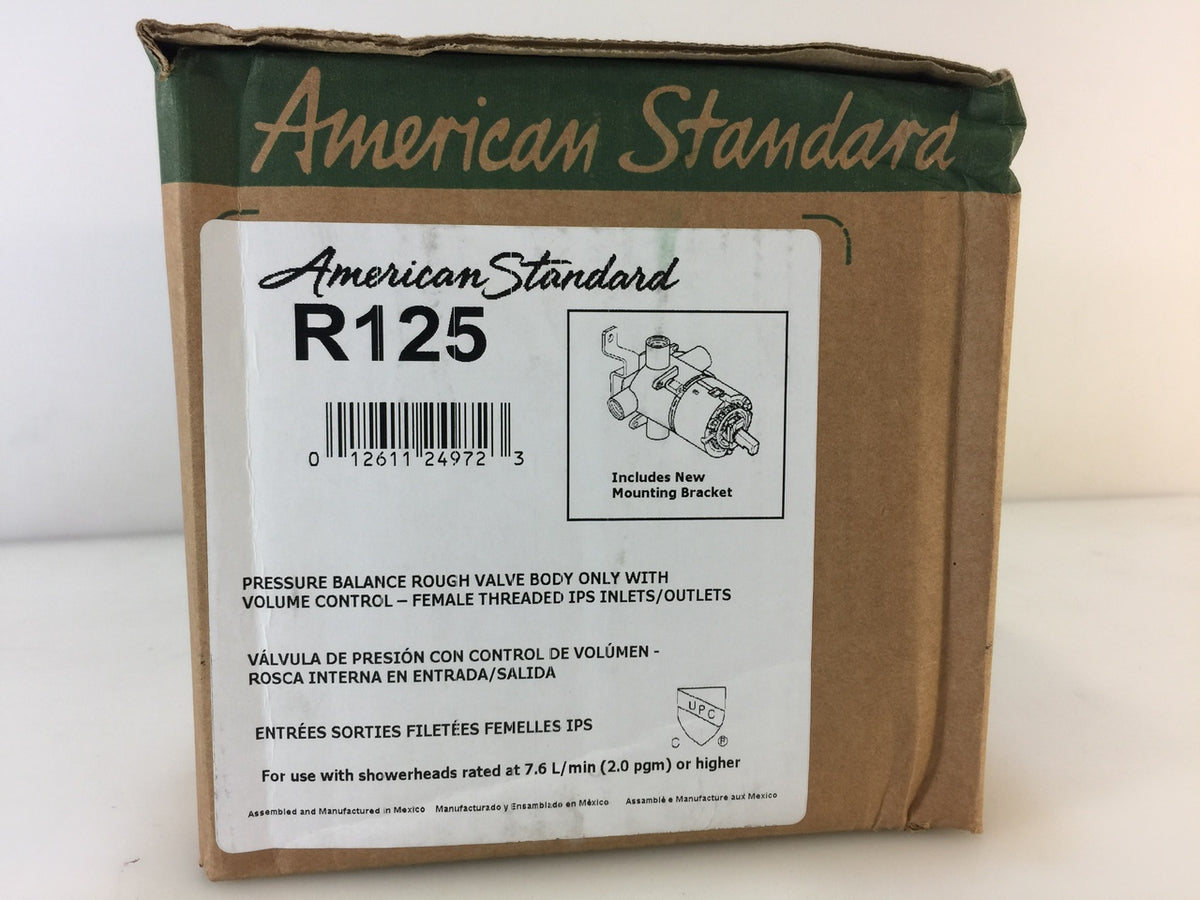 American Standard
American Standard
R125
0 12611 24972 3
Includes New
Mounting Bracket
PRESSURE BALANCE ROUGH VALVE BODY ONLY WITH
VOLUME CONTROL – FEMALE THREADED IPS INLETS/OUTLETS
VÁLVULA DE PRESIÓN CON CONTROL DE VOLÚMEN -
ROSCA INTERNA EN ENTRADA/SALIDA
ENTRÉES SORTIES FILETÉES FEMELLES IPS
UPC
C ®
For use with showerheads rated at 7.6 L/min (2.0 pgm) or higher
Assembled and Manufactured in Mexico Manufacturado y Ensamblado en México Assamblé e Manufacture aux Mexico